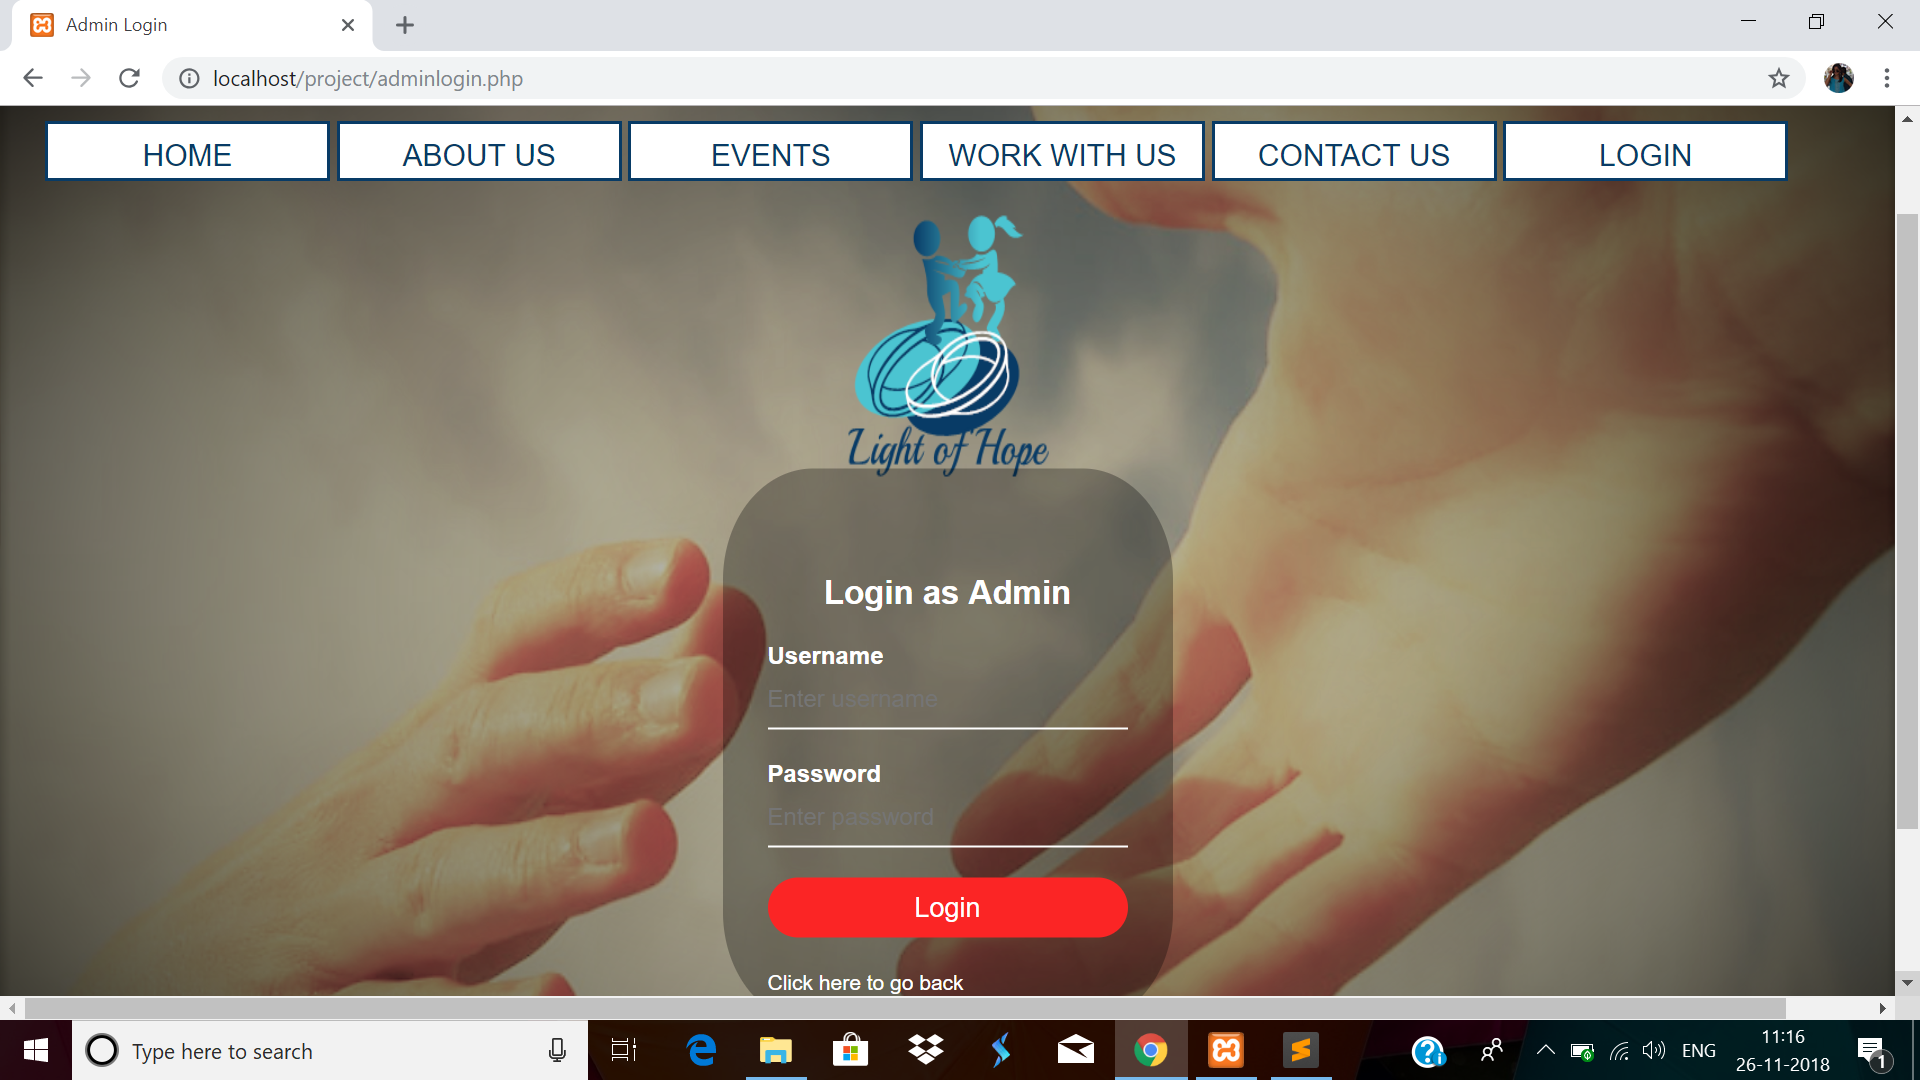 Admin Login
localhost/project/adminlogin.php
HOME
ABOUT US
EVENTS
WORK WITH US
CONTACT US
LOGIN
Light of Hope
Login as Admin
Username
Enter username
Password
Enter password
Login
Click here to go back
Type here to search
ENG
11:16
26-11-2018
1